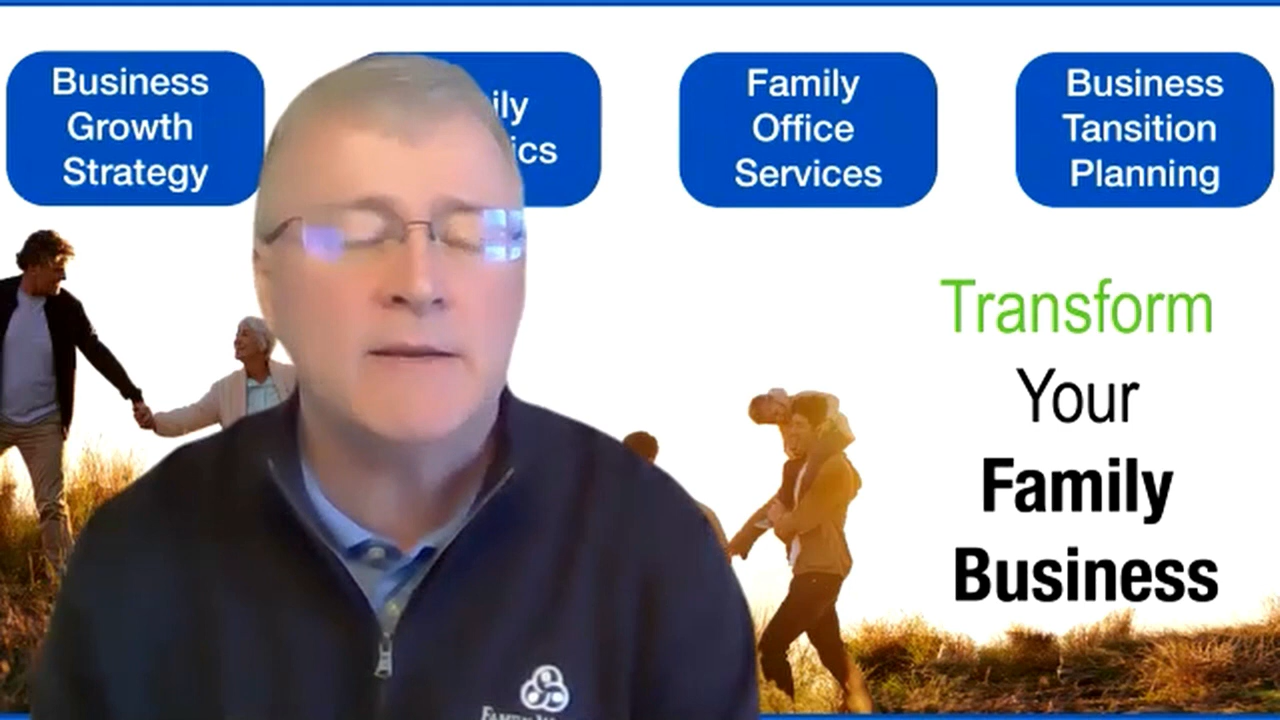 Business
Growth
Strategy
Family
Office
Services
Business
Tansition
Planning
Transform
Your
Family
Business